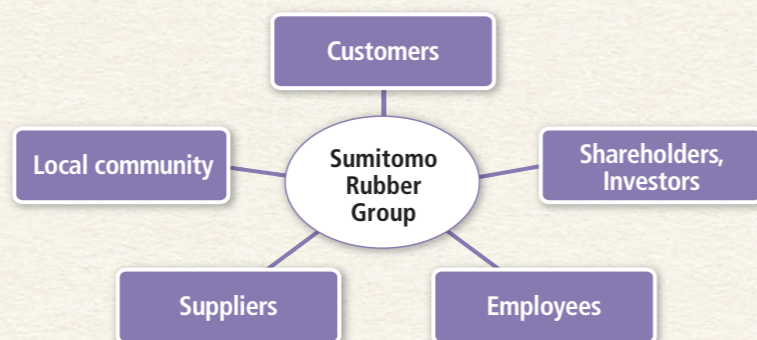 Customers
Local community
Sumitomo
Rubber
Group
Shareholders,
Investors
Suppliers
Employees